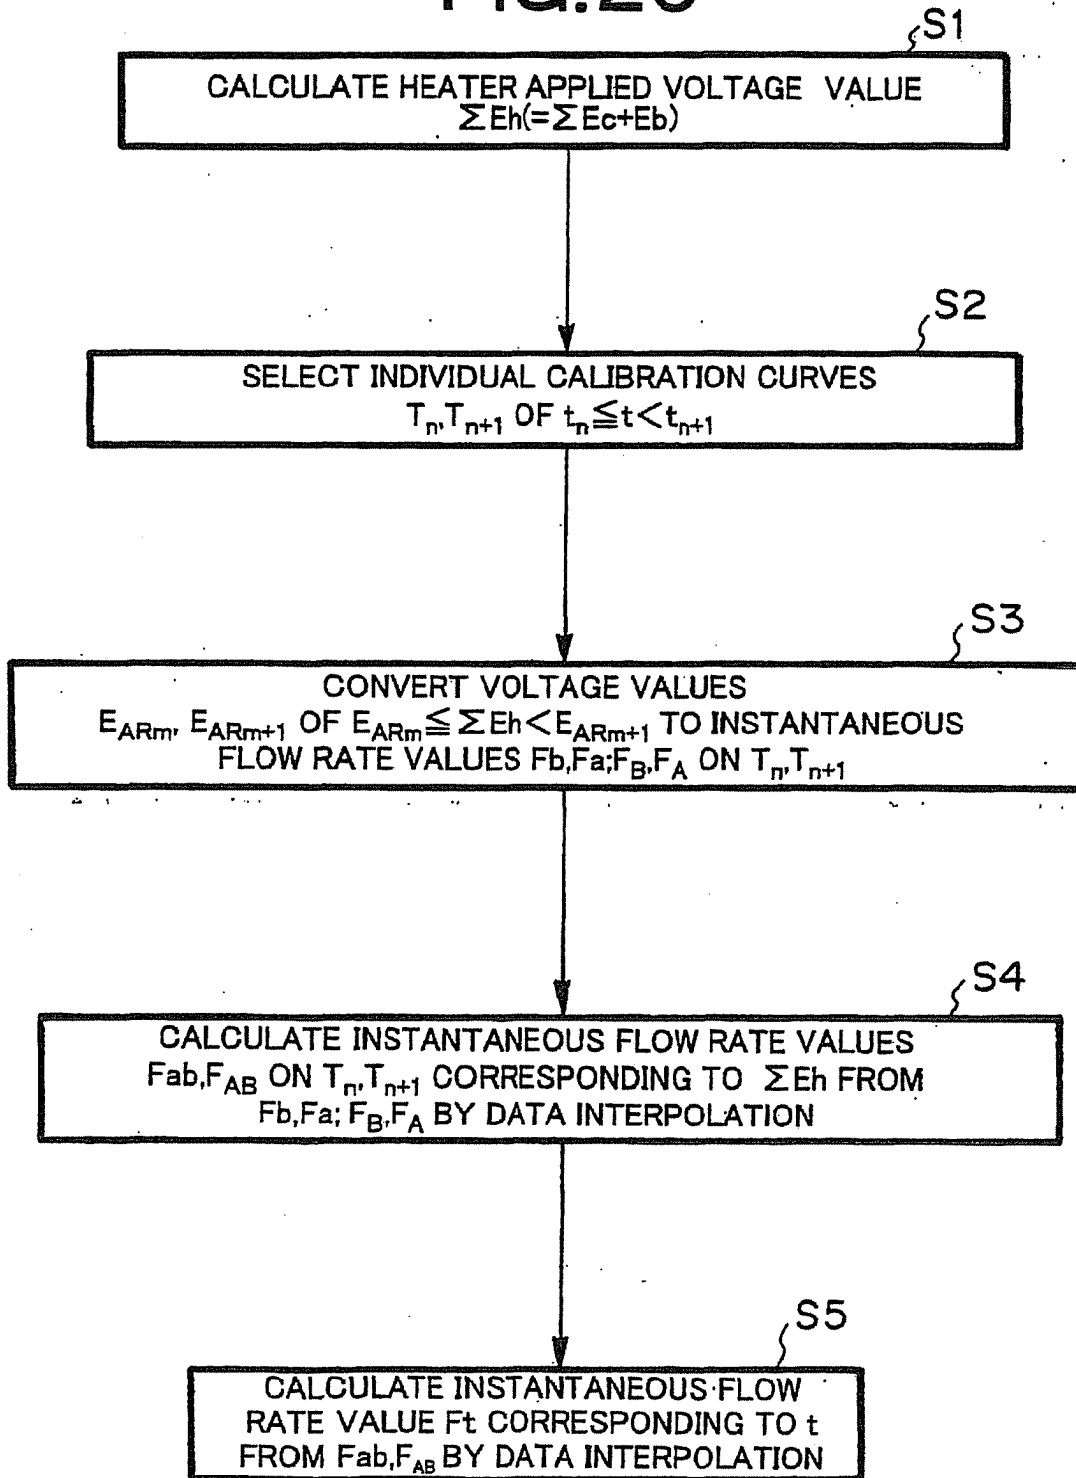 S1
CALCULATE HEATER APPLIED VOLTAGE VALUE
ΣEh(=ΣEc+Eb)
S2
SELECT INDIVIDUAL CALIBRATION CURVES
Tn,Tn+1 OF tn≦t<tn+1
S3
CONVERT VOLTAGE VALUES
EARm, EARm+1 OF EARm≦ΣEh<EARm+1 TO INSTANTANEOUS
FLOW RATE VALUES Fb,Fa;FB,FA ON Tn,Tn+1
S4
CALCULATE INSTANTANEOUS FLOW RATE VALUES
Fab,FAB ON Tn,Tn+1 CORRESPONDING TO ΣEh FROM
Fb,Fa; FB,FA BY DATA INTERPOLATION
S5
CALCULATE INSTANTANEOUS FLOW
RATE VALUE Ft CORRESPONDING TO t
FROM Fab,FAB BY DATA INTERPOLATION